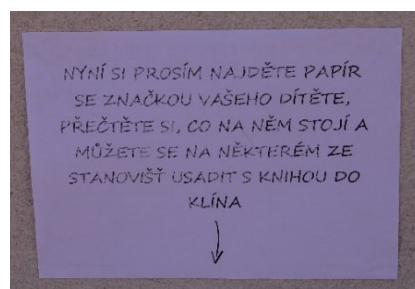 NYNÍ SI PROSÍM NAJDĚTE PAPÍR
SE ZNAČKOU VAŠEHO DÍTĚTE,
PŘEČTĚTE SI, CO NA NĚM STOJÍ A
MŮŽETE SE NA NĚKTERÉM ZE
STANOVIŠŤ USADIT S KNIHOU DO
KLÍNA